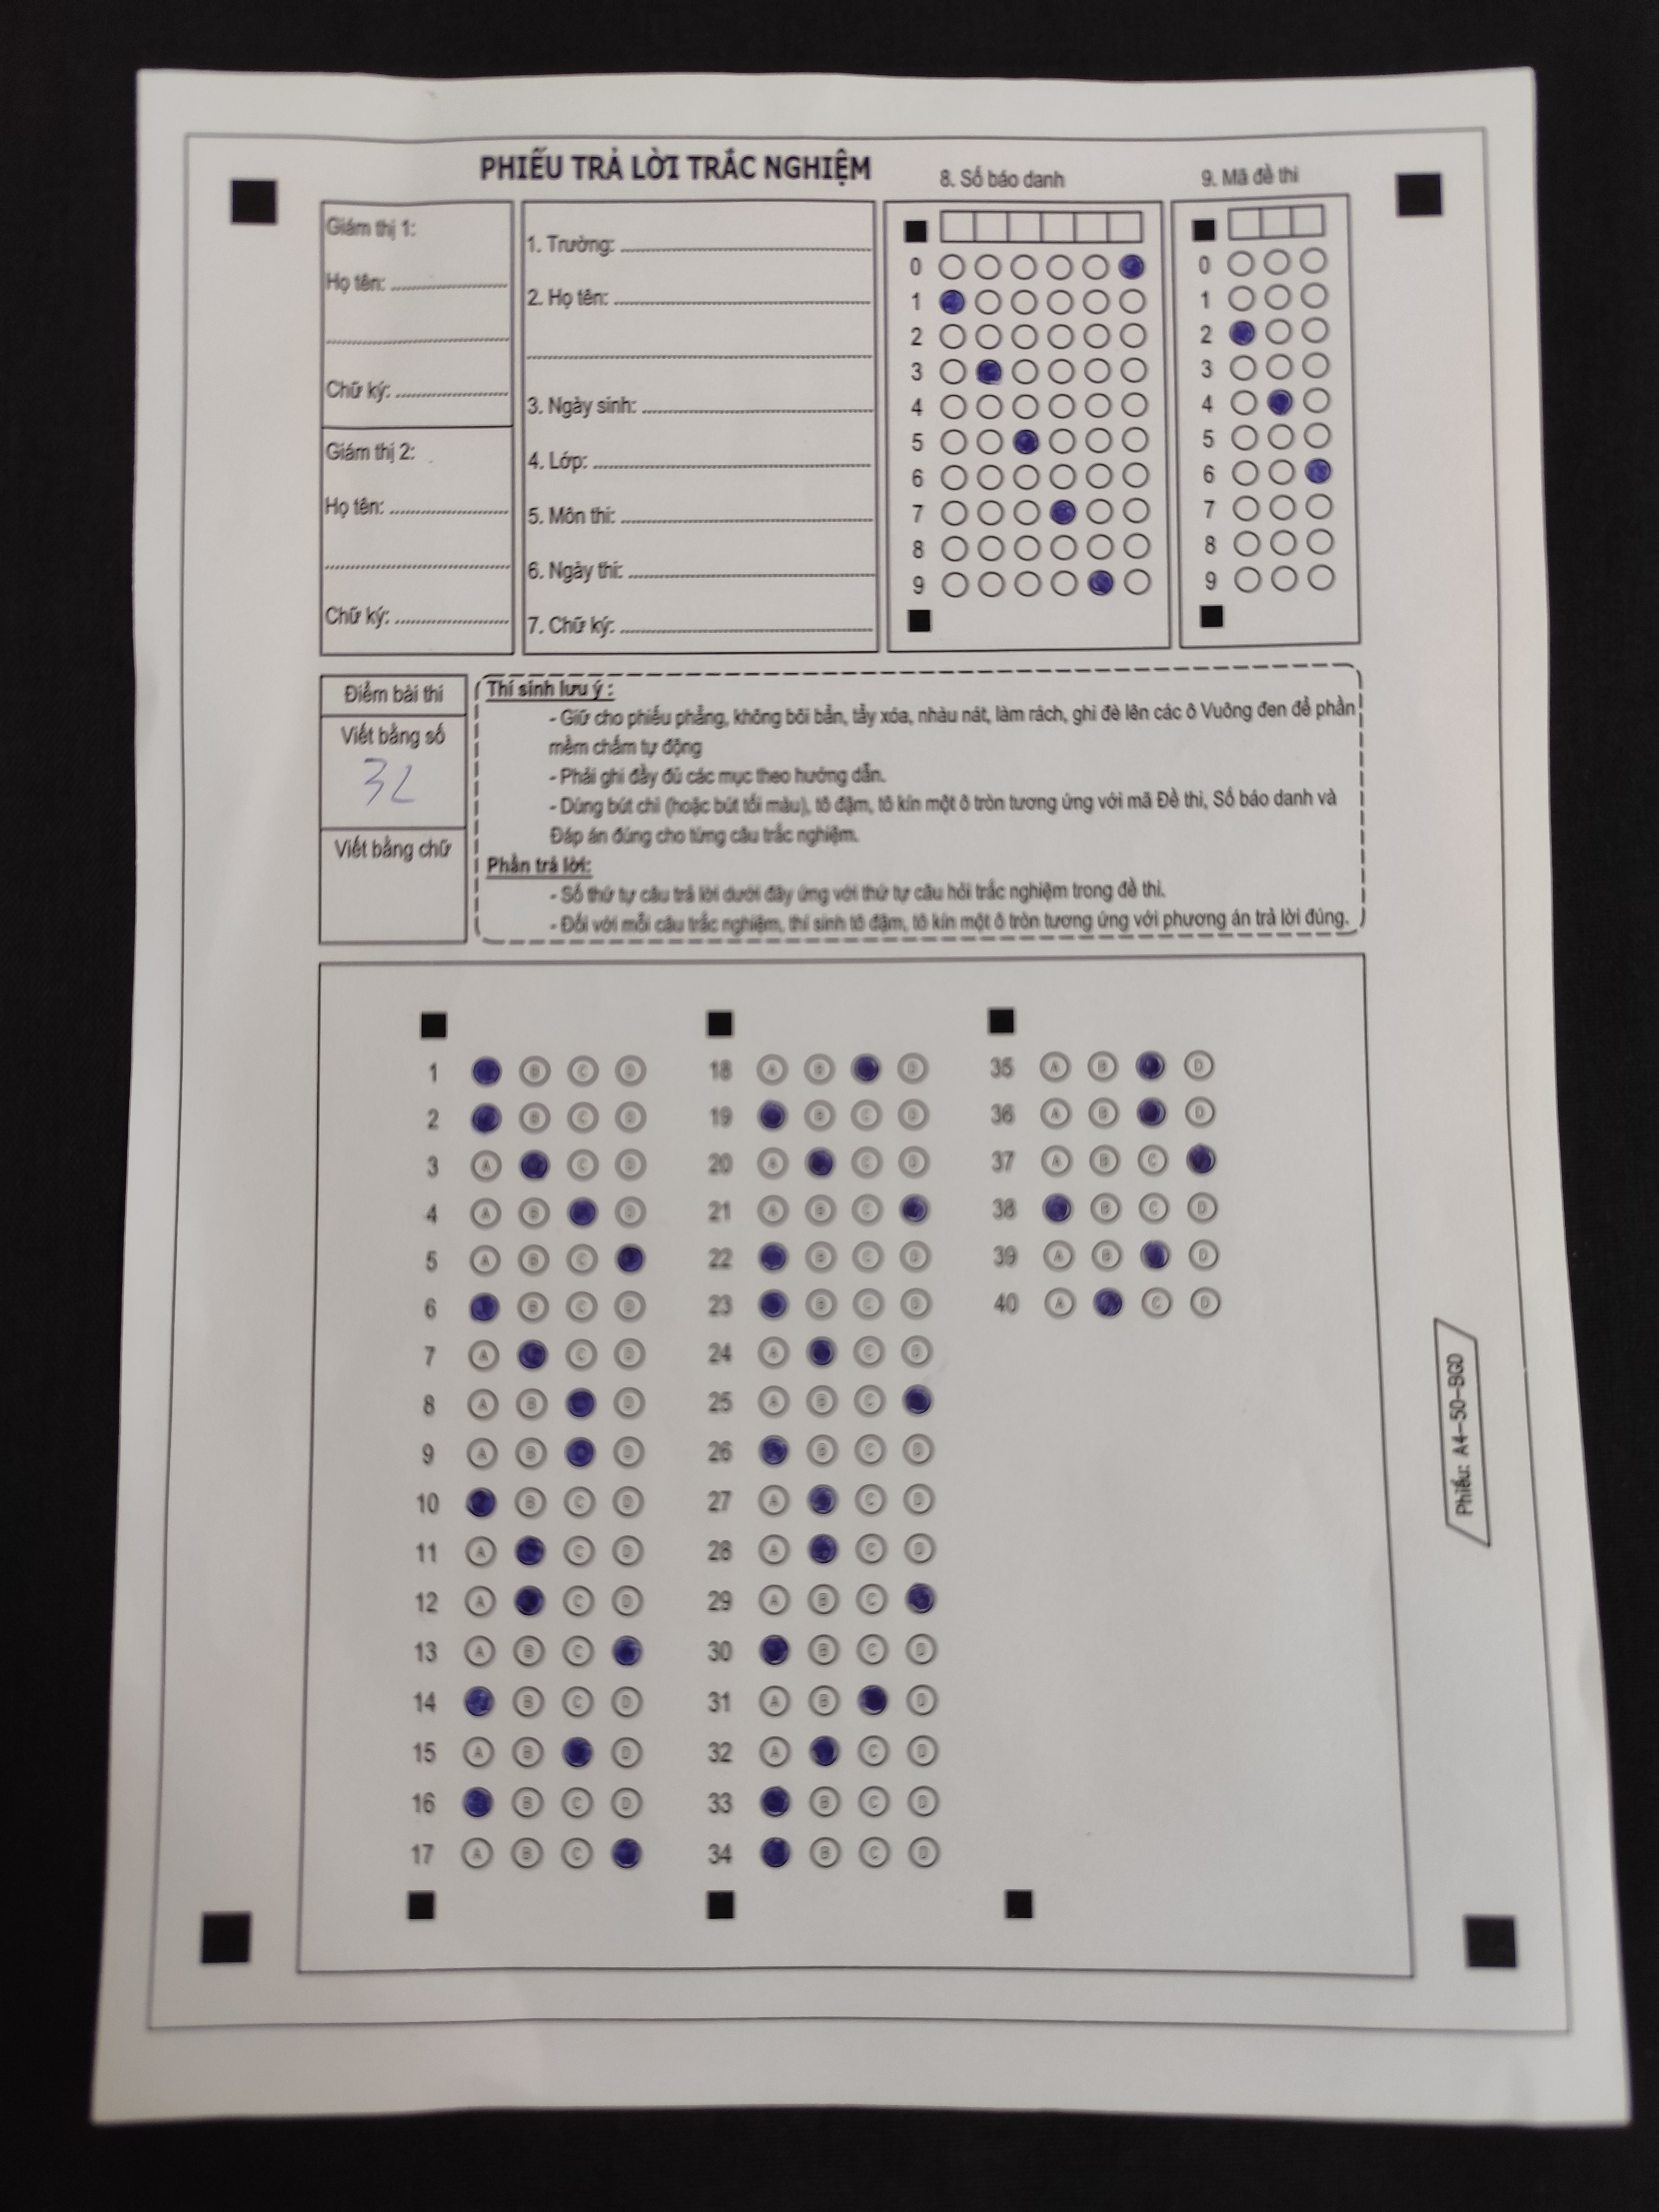 PHIẾU TRẢ LỜI TRẮC NGHIỆM
8. Số báo danh
9. Mã đề thi
Giám thị 1:
Họ tên:
Chữ ký:
Giám thị 2:
Họ tên:
Chữ ký:
1. Trường:
2. Họ tên:
3. Ngày sinh:
4. Lớp:
5. Môn thi:
6. Ngày thi:
7. Chữ ký:
0
1
2
3
4
5
6
7
8
9
0
1
2
3
4
5
6
7
8
9
Điểm bài thi
Viết bằng số
Viết bằng chữ
Thí sinh lưu ý :
- Giữ cho phiếu phẳng, không bôi bẩn, tẩy xóa, nhàu nát, làm rách, ghi đè lên các ô Vuông đen để phần
mềm chấm tự động
- Phải ghi đầy đủ các mục theo hướng dẫn.
- Dùng bút chì (hoặc bút tối màu), tô đậm, tô kín một ô tròn tương ứng với mã Đề thi, Số báo danh và
Đáp án đúng cho từng câu trắc nghiệm.
Phần trả lời:
- Số thứ tự câu trả lời dưới đây ứng với thứ tự câu hỏi trắc nghiệm trong đề thi.
- Đối với mỗi câu trắc nghiệm, thí sinh tô đậm, tô kín một ô tròn tương ứng với phương án trả lời đúng.
1 B C D
2 B C D
3 A C D
4 A B D
5 A B C
6 B C D
7 A C D
8 A B D
9 A B D
10 B C D
11 A C D
12 A C D
13 A B C
14 B C D
15 A B D
16 B C D
17 A B C
18 A B D
19 B C D
20 A C D
21 A B C
22 B C D
23 B C D
24 A C D
25 A B C
26 B C D
27 A C D
28 A C D
29 A B C
30 B C D
31 A B D
32 A C D
33 B C D
34 B C D
35 A B D
36 A B D
37 A B C
38 B C D
39 A B D
40 A C D
Phiếu: A4-50-BGD